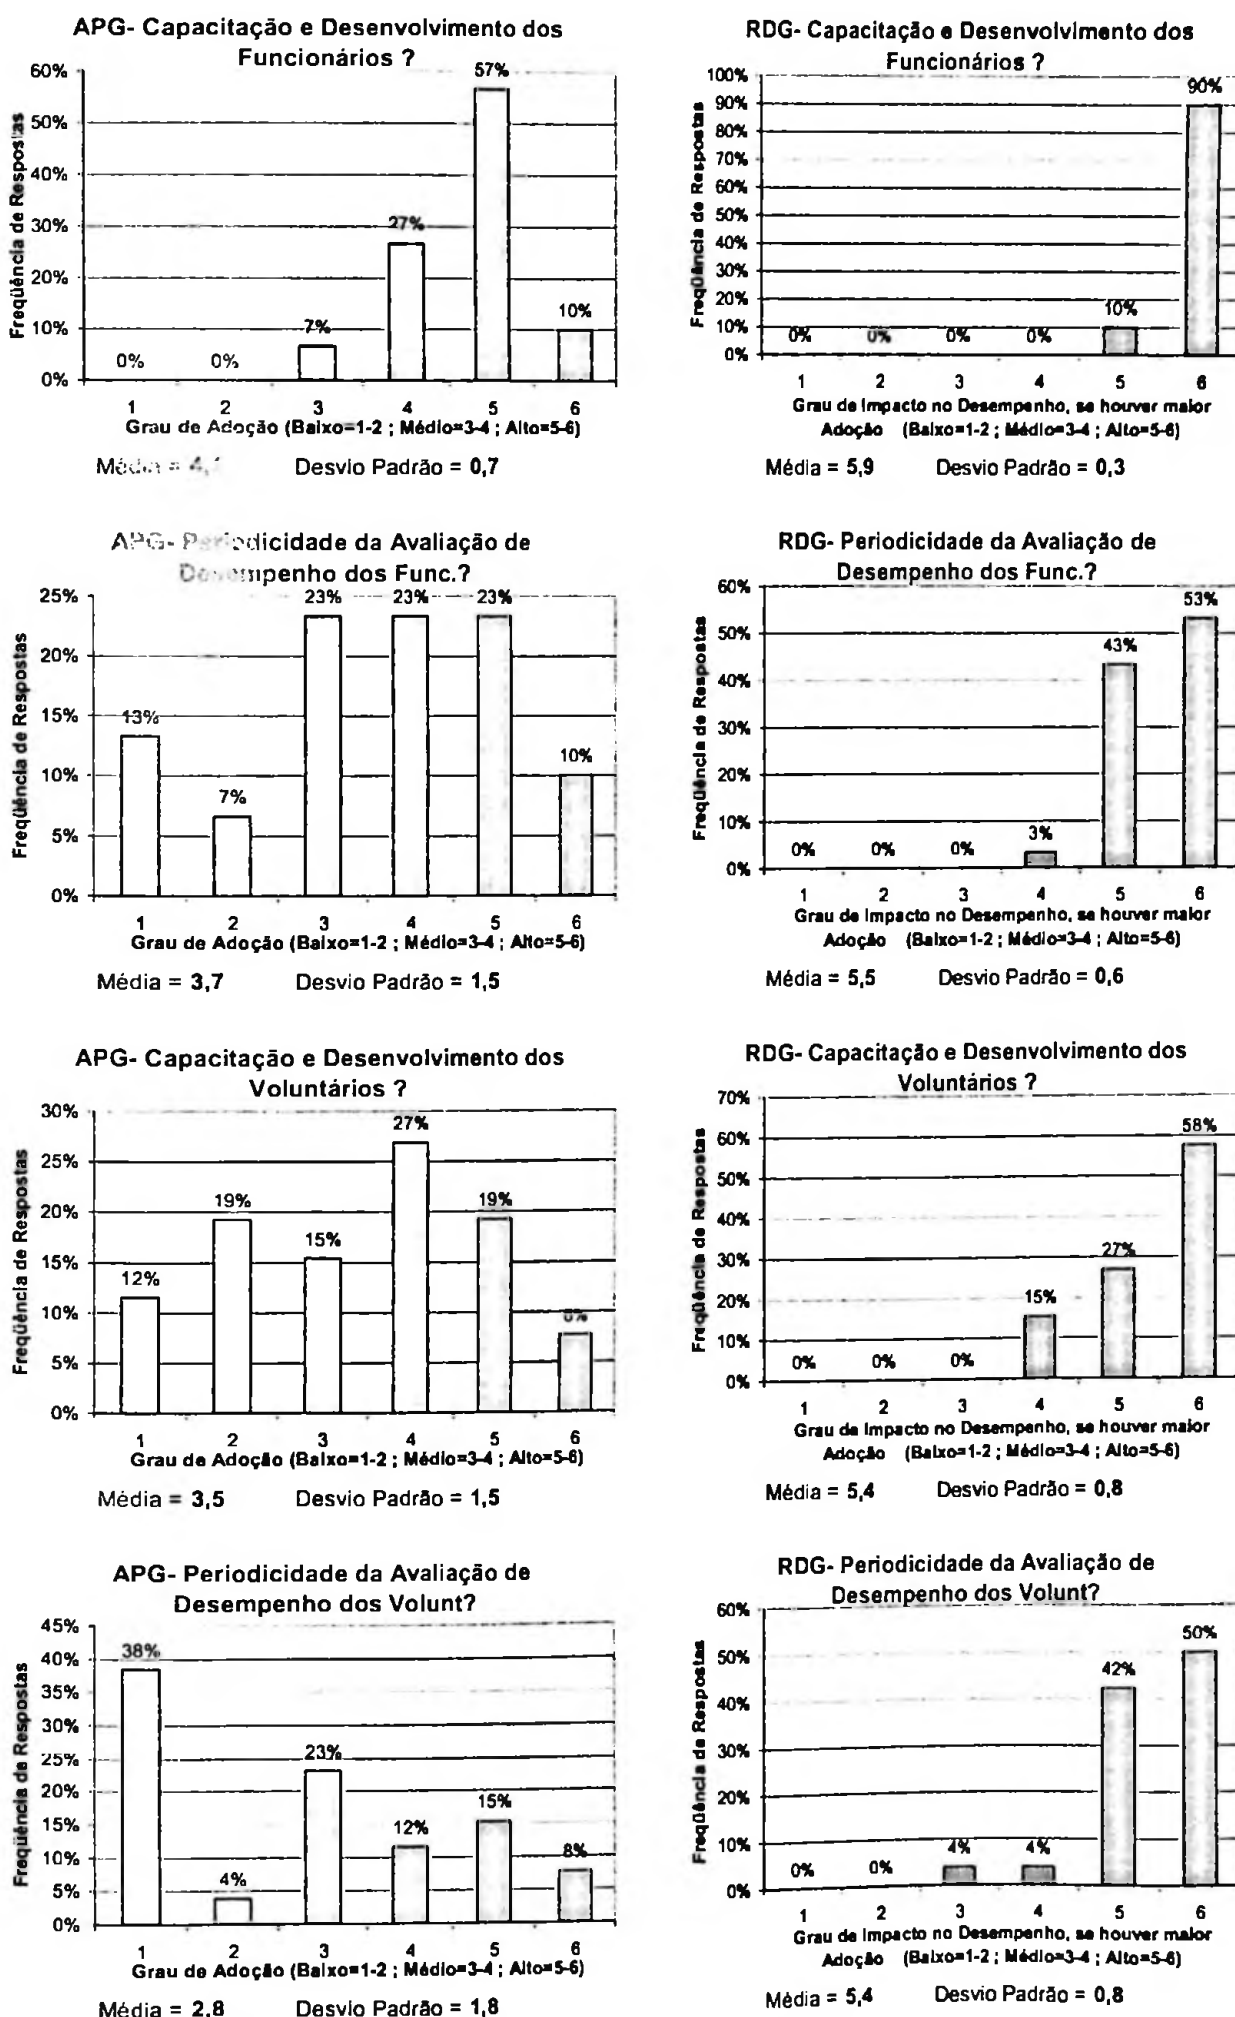 APG- Capacitação e Desenvolvimento dos
Funcionários ?
Freqüência de Respostas
60%
50%
40%
30%
20%
10%
0%
0%
0%
7%
27%
57%
10%
1 2 3 4 5 6
Grau de Adoção (Baixo=1-2 ; Médio=3-4 ; Alto=5-6)
Média = Desvio Padrão = 0,7
RDG- Capacitação e Desenvolvimento dos
Funcionários ?
Freqüência de Respostas
100%
90%
80%
70%
60%
50%
40%
30%
20%
10%
0%
0%
0%
0%
0%
10%
90%
1 2 3 4 5 6
Grau de Impacto no Desempenho, se houver maior
Adoção (Baixo=1-2 ; Médio=3-4 ; Alto=5-6)
Média = 5,9 Desvio Padrão = 0,3
APG- Periodicidade da Avaliação de
Desempenho dos Func.?
Freqüência de Respostas
25%
20%
15%
10%
5%
0%
13%
7%
23%
23%
23%
10%
1 2 3 4 5 6
Grau de Adoção (Baixo=1-2 ; Médio=3-4 ; Alto=5-6)
Média = 3,7 Desvio Padrão = 1,5
RDG- Periodicidade da Avaliação de
Desempenho dos Func.?
Freqüência de Respostas
60%
50%
40%
30%
20%
10%
0%
0%
0%
0%
3%
43%
53%
1 2 3 4 5 6
Grau de Impacto no Desempenho, se houver maior
Adoção (Baixo=1-2 ; Médio=3-4 ; Alto=5-6)
Média = 5,5 Desvio Padrão = 0,6
APG- Capacitação e Desenvolvimento dos
Voluntários ?
Freqüência de Respostas
30%
25%
20%
15%
10%
5%
0%
12%
19%
15%
27%
19%
1 2 3 4 5 6
Grau de Adoção (Baixo=1-2 ; Médio=3-4 ; Alto=5-6)
Média = 3,5 Desvio Padrão = 1,5
RDG- Capacitação e Desenvolvimento dos
Voluntários ?
Freqüência de Respostas
70%
60%
50%
40%
30%
20%
10%
0%
0%
0%
0%
15%
27%
58%
1 2 3 4 5 6
Grau de Impacto no Desempenho, se houver maior
Adoção (Baixo=1-2 ; Médio=3-4 ; Alto=5-6)
Média = 5,4 Desvio Padrão = 0,8
APG- Periodicidade da Avaliação de
Desempenho dos Volunt?
Freqüência de Respostas
45%
40%
35%
30%
25%
20%
15%
10%
5%
0%
38%
4%
23%
12%
15%
8%
1 2 3 4 5 6
Grau de Adoção (Baixo=1-2 ; Médio=3-4 ; Alto=5-6)
Média = 2,8 Desvio Padrão = 1,8
RDG- Periodicidade da Avaliação de
Desempenho dos Volunt?
Freqüência de Respostas
60%
50%
40%
30%
20%
10%
0%
0%
0%
4%
4%
42%
50%
1 2 3 4 5 6
Grau de Impacto no Desempenho, se houver maior
Adoção (Baixo=1-2 ; Médio=3-4 ; Alto=5-6)
Média = 5,4 Desvio Padrão = 0,8